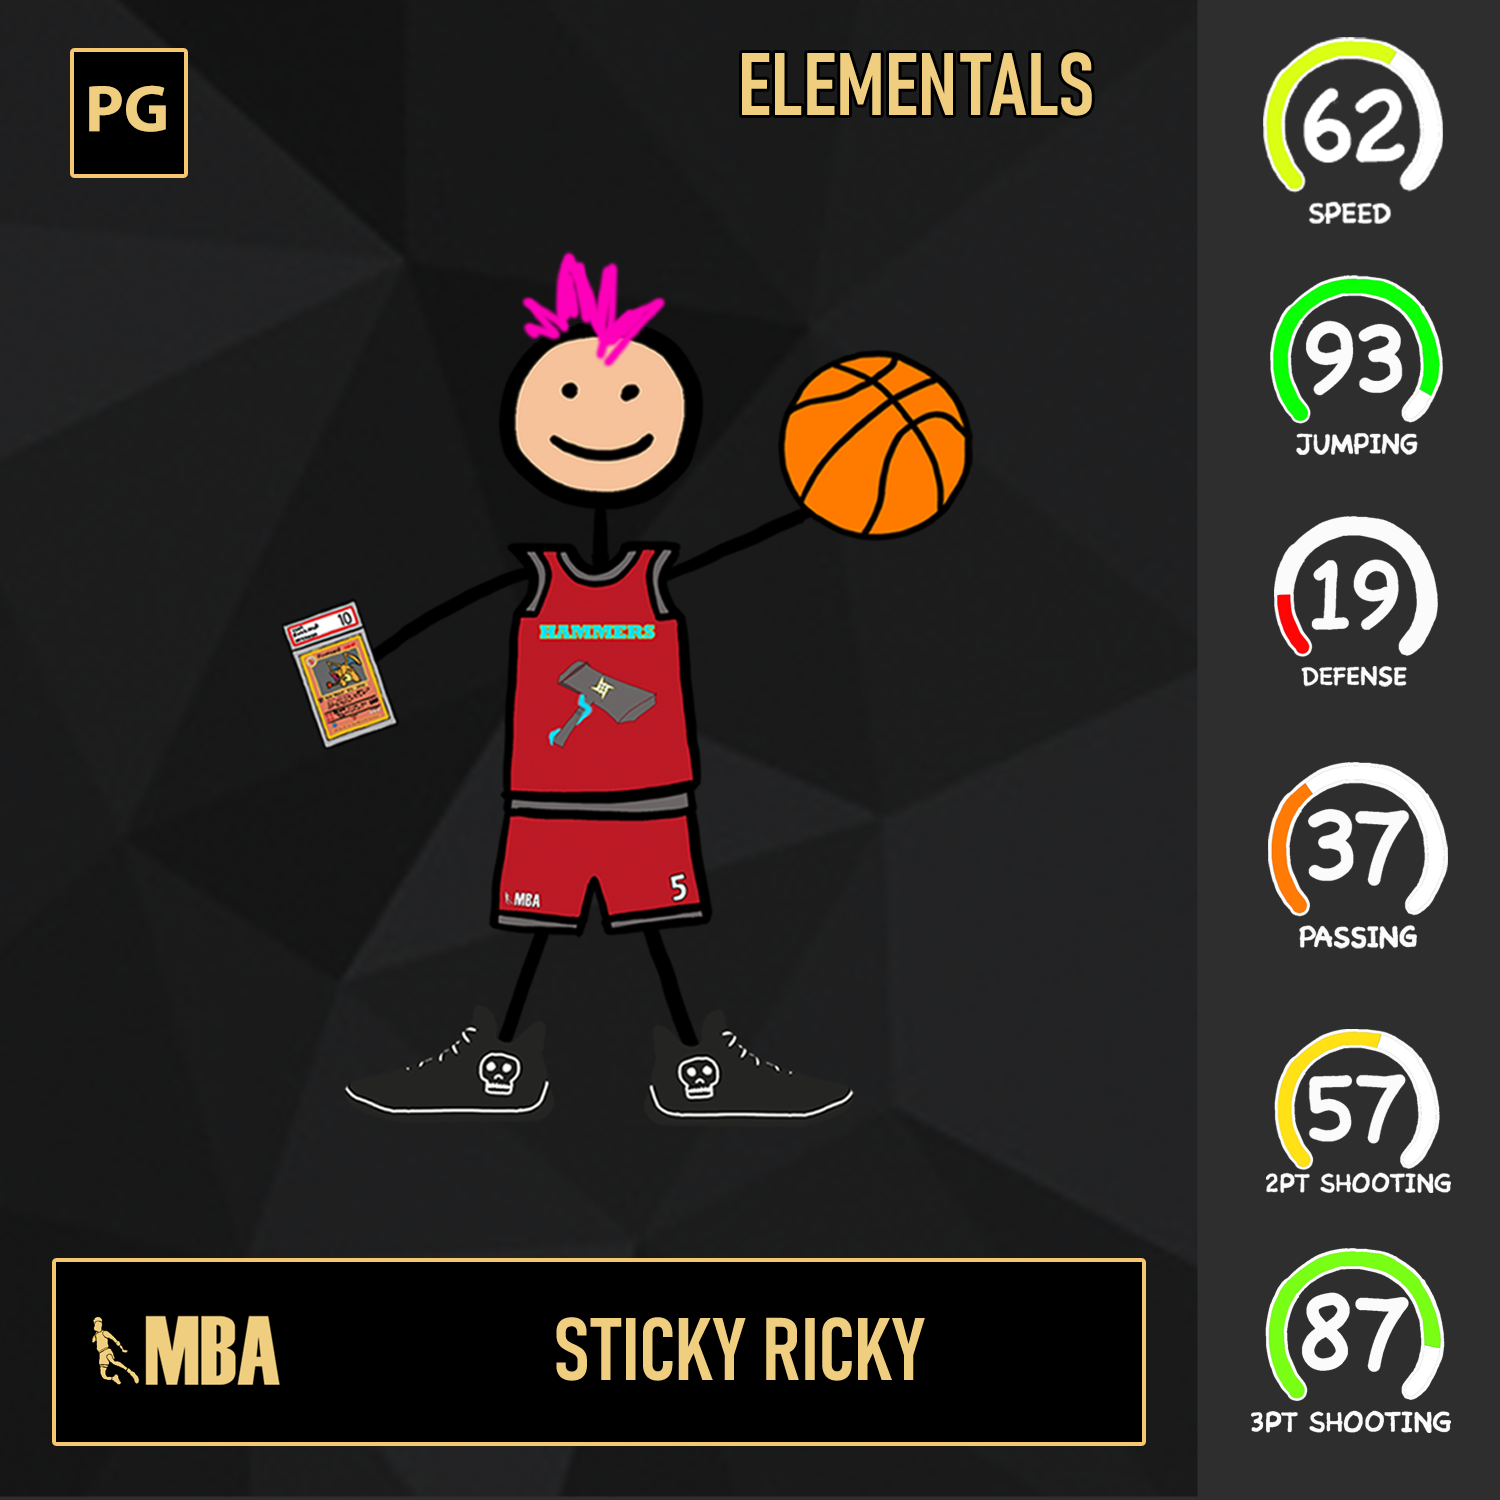 PG
ELEMENTALS
62
SPEED
93
JUMPING
19
DEFENSE
37
PASSING
57
2PT SHOOTING
87
3PT SHOOTING
10
HAMMERS
MBA
5
MBA
STICKY RICKY